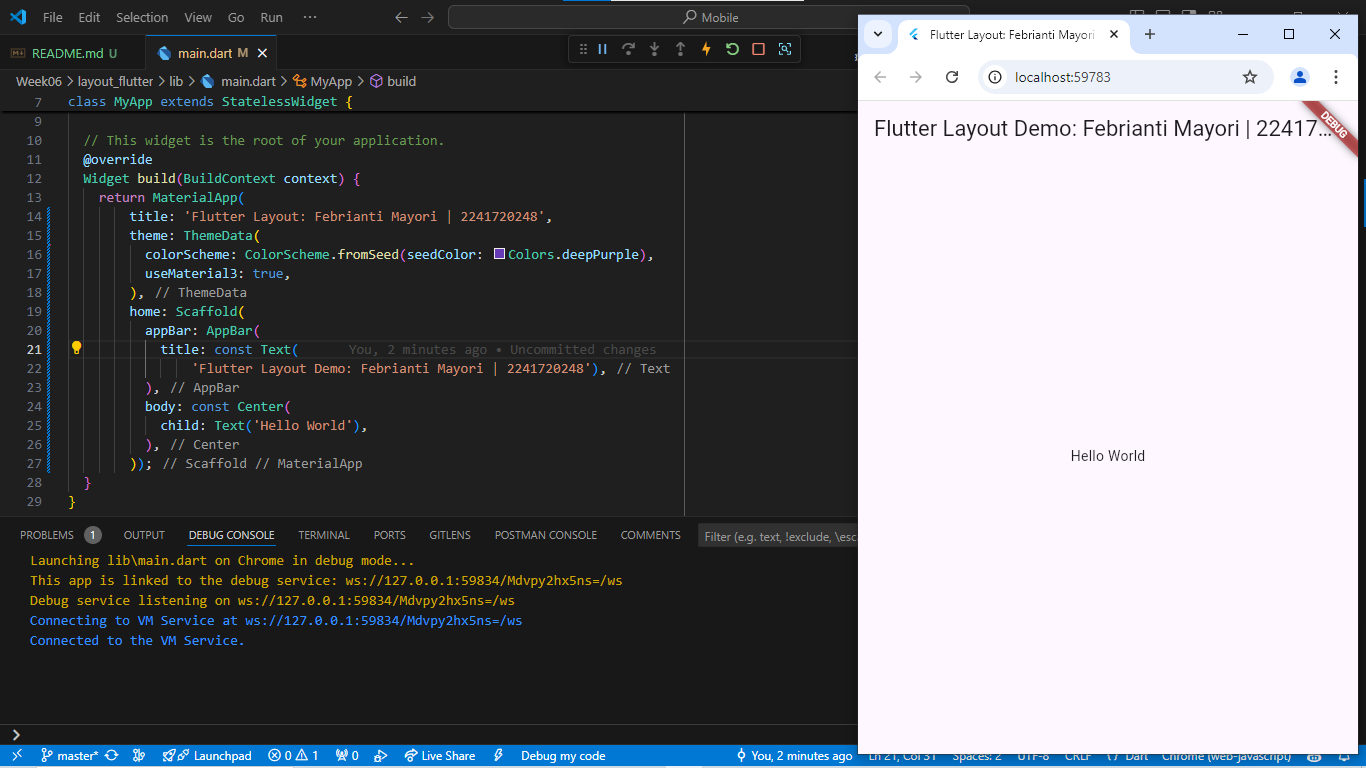 File Edit Selection View Go Run ··· Mobile
README.md U main.dart M
Week06 > layout_flutter > lib > main.dart > MyApp > build
7 class MyApp extends StatelessWidget {
9
10 // This widget is the root of your application.
11 @override
12 Widget build(BuildContext context) {
13 return MaterialApp(
14 title: 'Flutter Layout: Febrianti Mayori | 2241720248',
15 theme: ThemeData(
16 colorScheme: ColorScheme.fromSeed(seedColor: Colors.deepPurple),
17 useMaterial3: true,
18 ), // ThemeData
19 home: Scaffold(
20 appBar: AppBar(
21 title: const Text( You, 2 minutes ago • Uncommitted changes
22 'Flutter Layout Demo: Febrianti Mayori | 2241720248'), // Text
23 ), // AppBar
24 body: const Center(
25 child: Text('Hello World'),
26 ), // Center
27 )); // Scaffold // MaterialApp
28 }
29 }
PROBLEMS 1 OUTPUT DEBUG CONSOLE TERMINAL PORTS GITLENS POSTMAN CONSOLE COMMENTS Filter (e.g. text, !exclude, \esc
Launching lib\main.dart on Chrome in debug mode...
This app is linked to the debug service: ws://127.0.0.1:59834/Mdvpy2hx5ns=/ws
Debug service listening on ws://127.0.0.1:59834/Mdvpy2hx5ns=/ws
Connecting to VM Service at ws://127.0.0.1:59834/Mdvpy2hx5ns=/ws
Connected to the VM Service.
master* Launchpad 0 1 0 Live Share Debug my code You, 2 minutes ago Ln 21, Col 31 Spaces: 2 UTF-8 CRLF {} Dart Chrome (web-javascript)
Flutter Layout: Febrianti Mayori
localhost:59783
Flutter Layout Demo: Febrianti Mayori | 22417...
DEBUG
Hello World